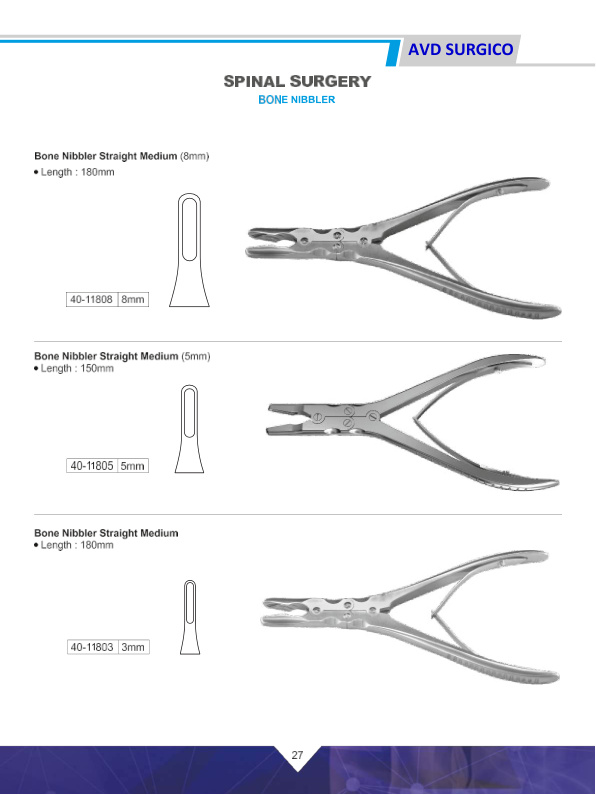 AVD SURGICO
SPINAL SURGERY
BONE NIBBLER
Bone Nibbler Straight Medium (8mm)
• Length : 180mm
40-11808 8mm
Bone Nibbler Straight Medium (5mm)
• Length : 150mm
40-11805 5mm
Bone Nibbler Straight Medium
• Length : 180mm
40-11803 3mm
27